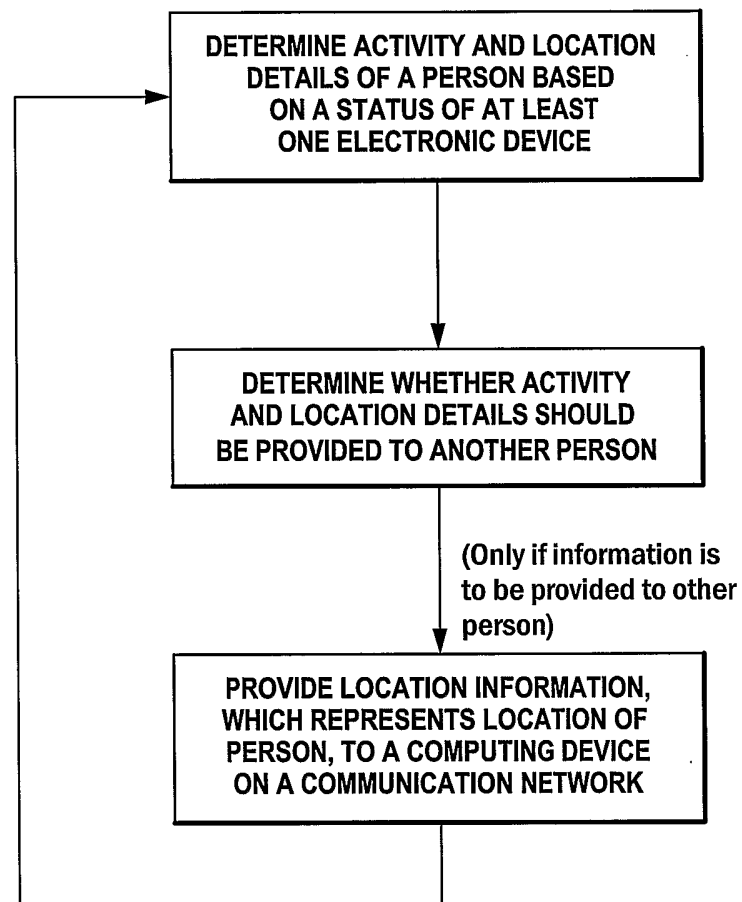 DETERMINE ACTIVITY AND LOCATION
DETAILS OF A PERSON BASED
ON A STATUS OF AT LEAST
ONE ELECTRONIC DEVICE
DETERMINE WHETHER ACTIVITY
AND LOCATION DETAILS SHOULD
BE PROVIDED TO ANOTHER PERSON
(Only if information is
to be provided to other
person)
PROVIDE LOCATION INFORMATION,
WHICH REPRESENTS LOCATION OF
PERSON, TO A COMPUTING DEVICE
ON A COMMUNICATION NETWORK